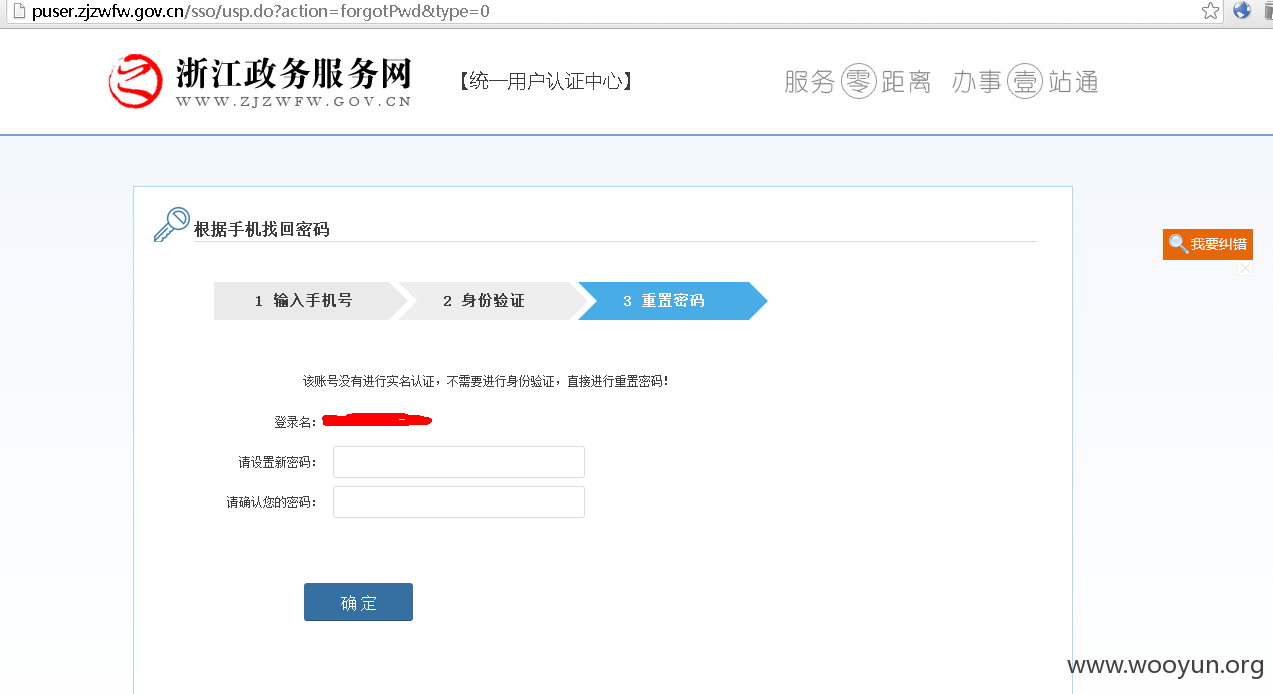 puser.zjzwfw.gov.cn/sso/usp.do?action=forgotPwd&type=0
浙江政务服务网
WWW.ZJZWFW.GOV.CN
【统一用户认证中心】
服务零距离 办事壹站通
根据手机找回密码
我要纠错
1 输入手机号
2 身份验证
3 重置密码
该账号没有进行实名认证，不需要进行身份验证，直接进行重置密码！
登录名：
请设置新密码：
请确认您的密码：
确定
www.wooyun.org